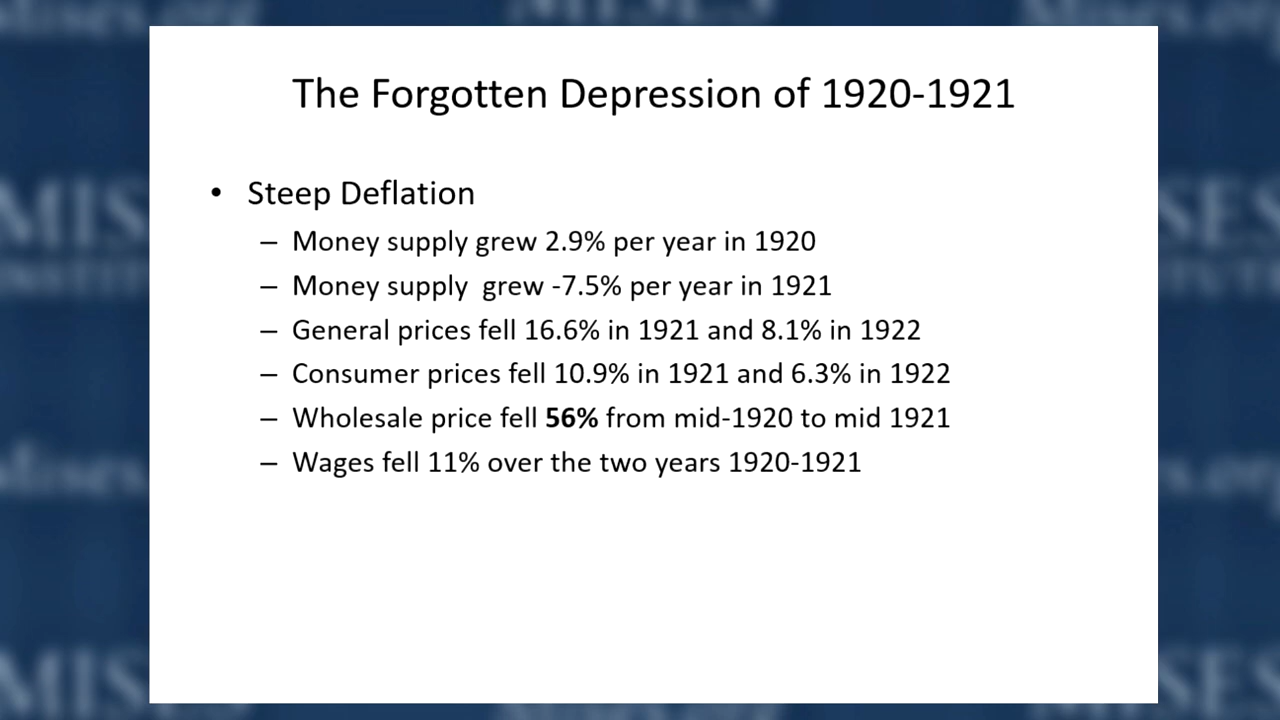 The Forgotten Depression of 1920-1921
• Steep Deflation
– Money supply grew 2.9% per year in 1920
– Money supply  grew -7.5% per year in 1921
– General prices fell 16.6% in 1921 and 8.1% in 1922
– Consumer prices fell 10.9% in 1921 and 6.3% in 1922
– Wholesale price fell 56% from mid-1920 to mid 1921
– Wages fell 11% over the two years 1920-1921